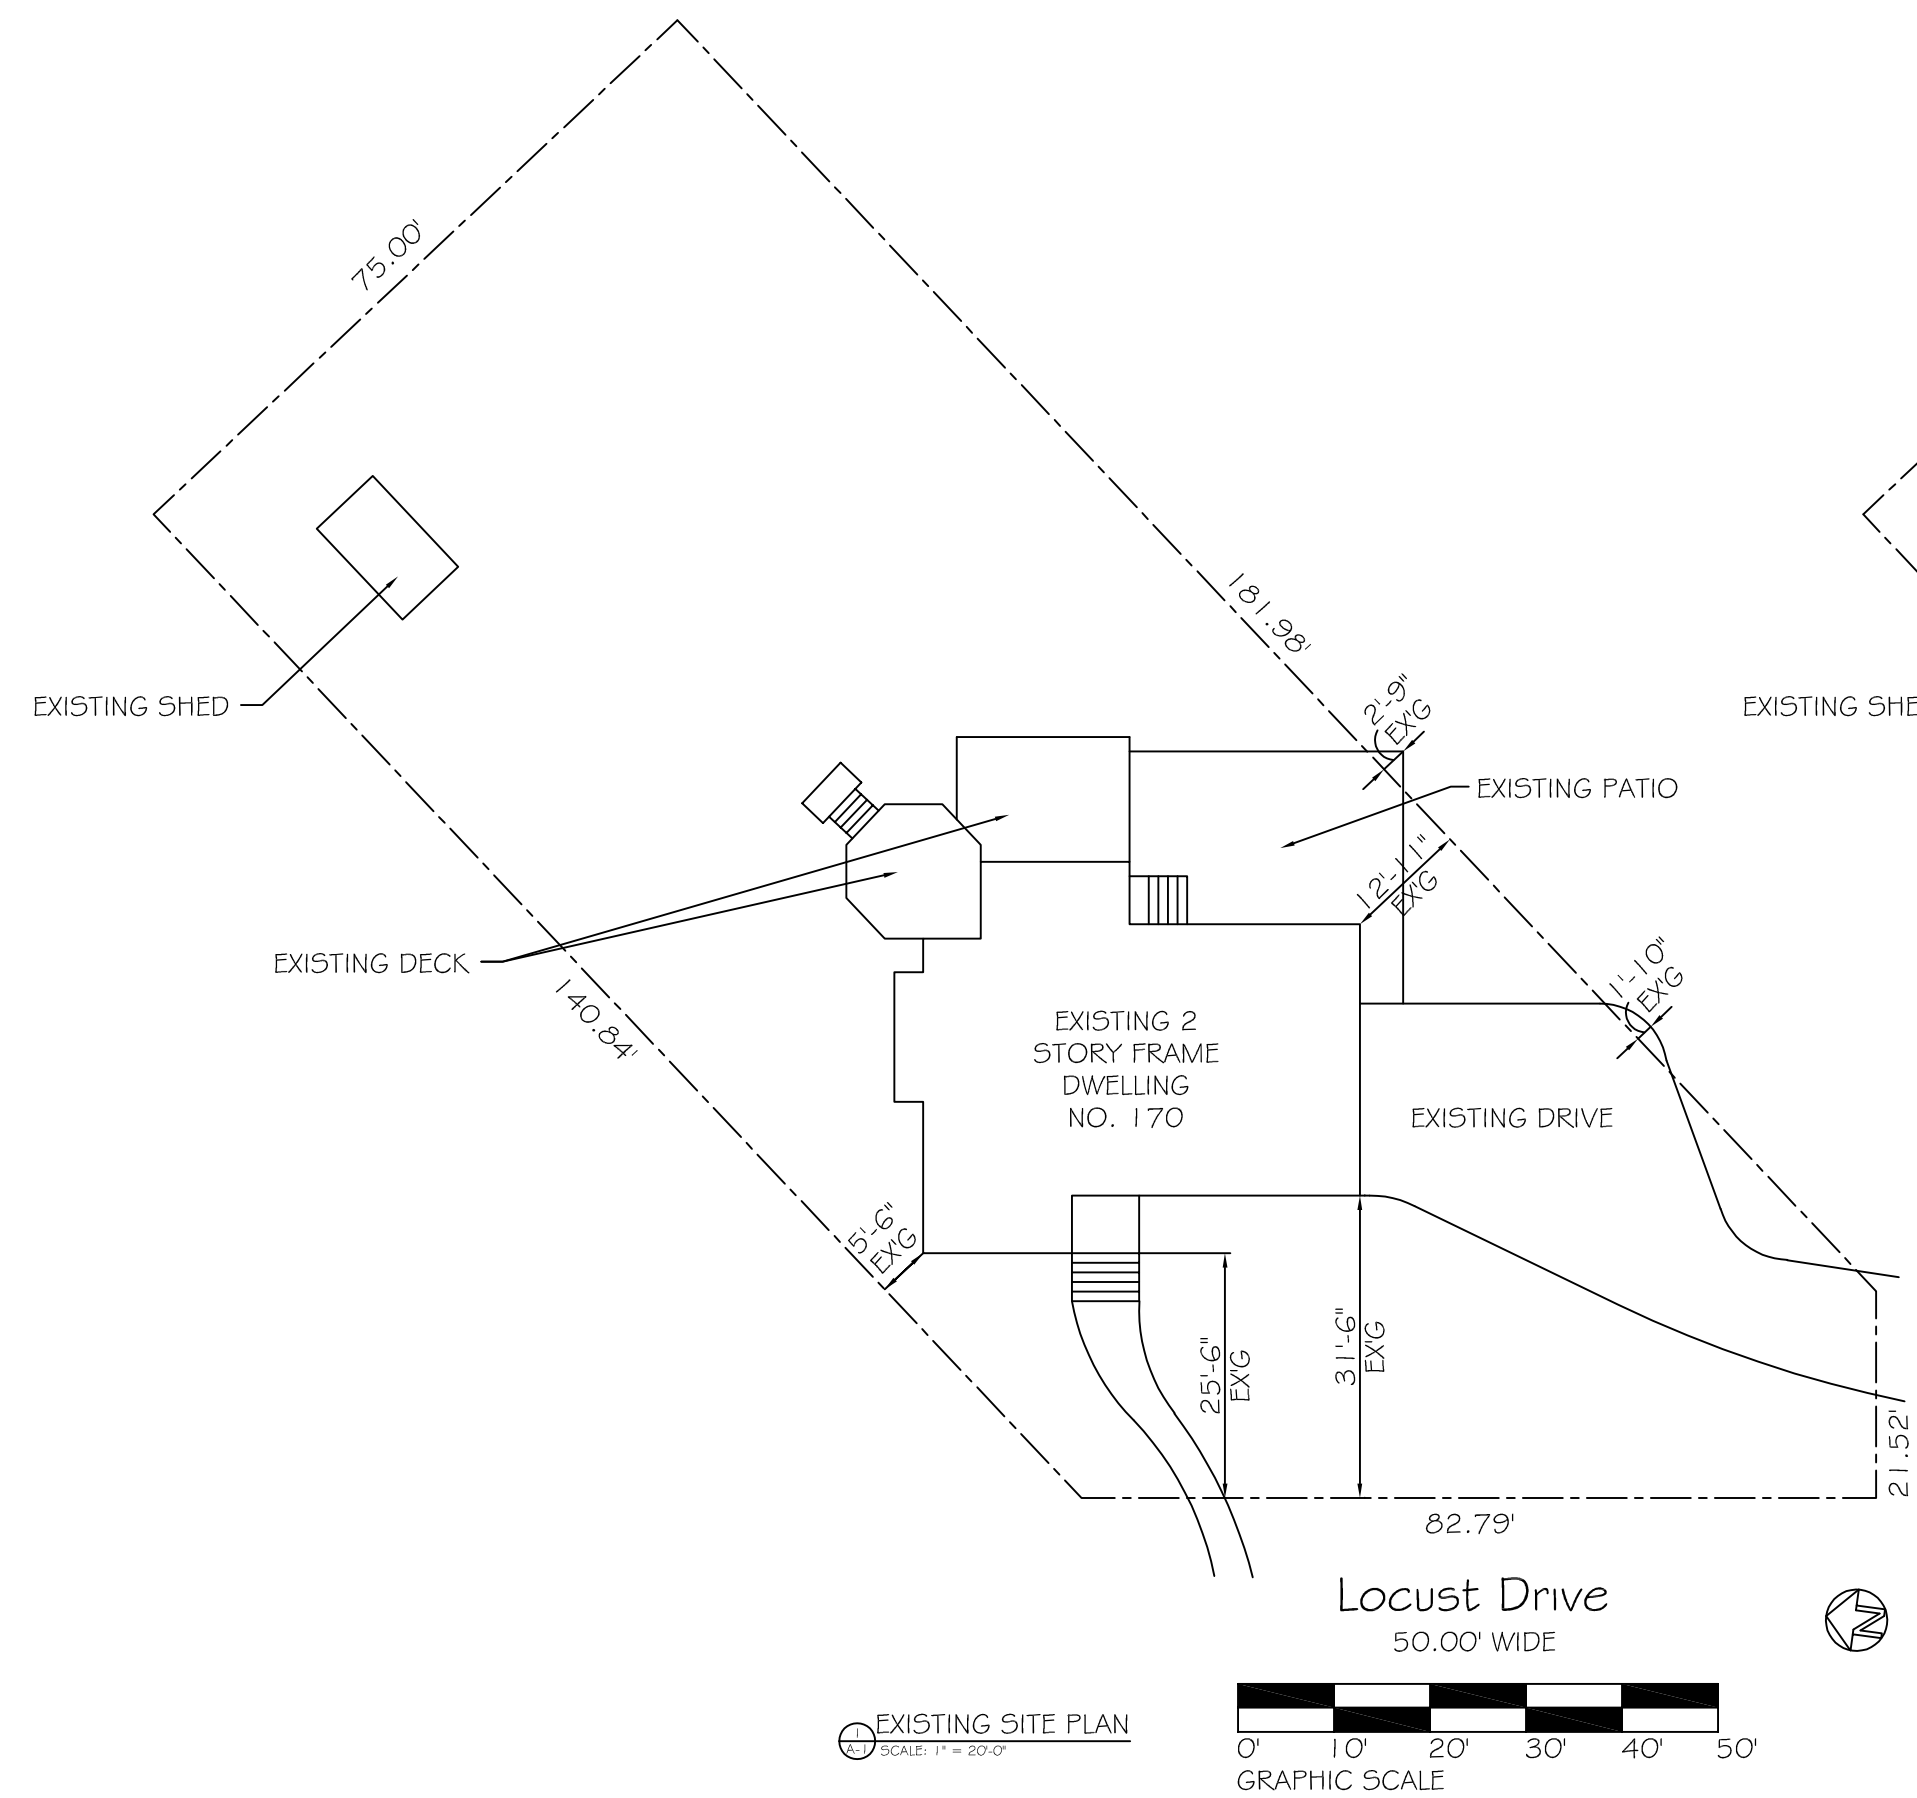 75.00'
181.98'
2'-9"
EX'G
EXISTING SHED
EXISTING SHE
EXISTING PATIO
12'-11"
EX'G
EXISTING DECK
140.84'
1'-10"
EX'G
EXISTING 2
STORY FRAME
DWELLING
NO. 170
EXISTING DRIVE
5'-6"
EX'G
25'-6"
EX'G
31'-6"
EX'G
21.52'
82.79'
Locust Drive
50.00' WIDE
N
1
A-1
EXISTING SITE PLAN
SCALE: 1" = 20'-0"
0' 10' 20' 30' 40' 50'
GRAPHIC SCALE